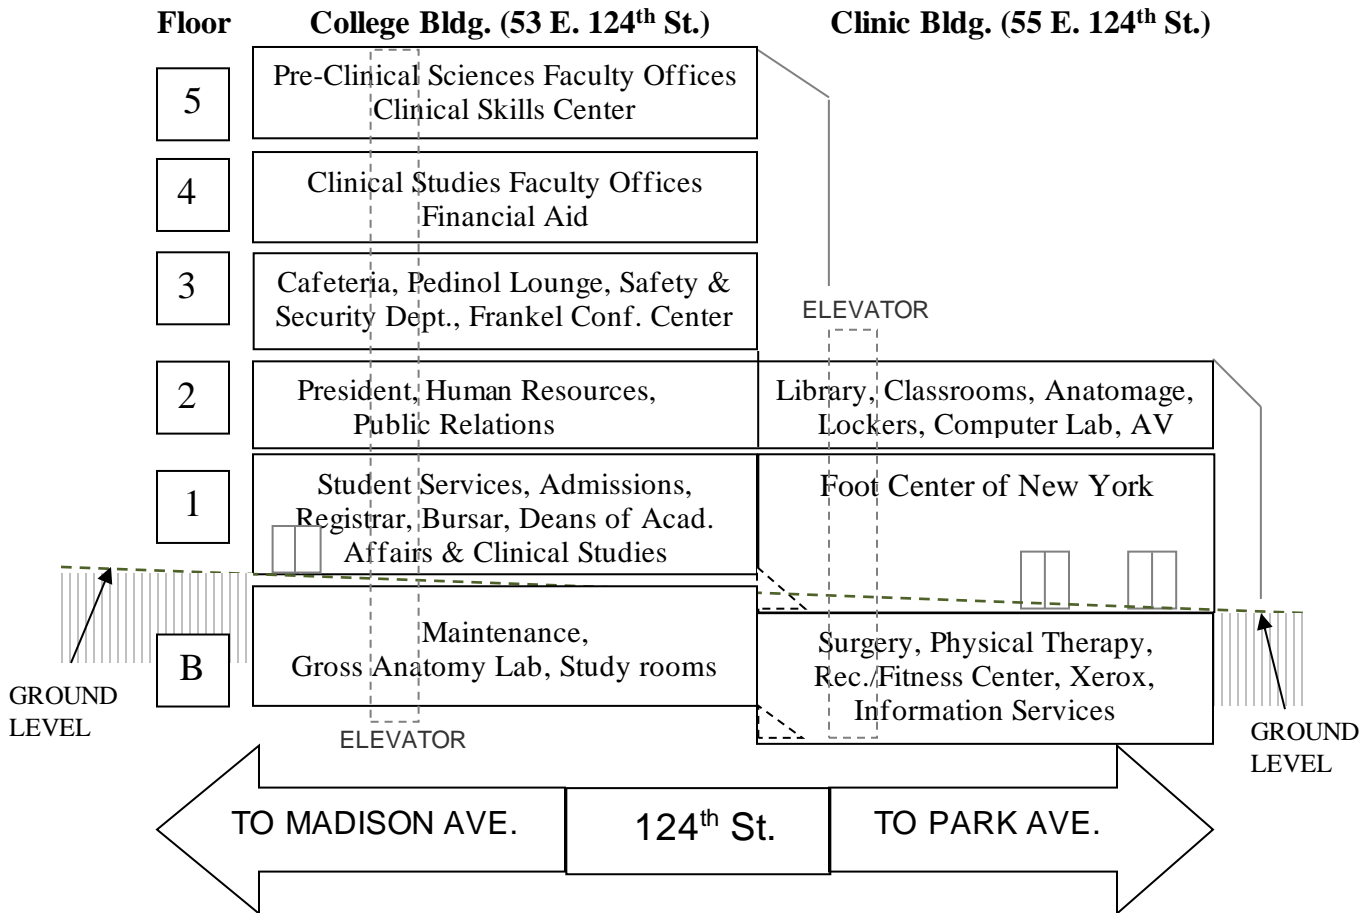 Floor
College Bldg. (53 E. 124th St.)
Clinic Bldg. (55 E. 124th St.)
5
Pre-Clinical Sciences Faculty Offices
Clinical Skills Center
4
Clinical Studies Faculty Offices
Financial Aid
3
Cafeteria, Pedinol Lounge, Safety &
Security Dept., Frankel Conf. Center
ELEVATOR
2
President, Human Resources,
Public Relations
Library, Classrooms, Anatomage,
Lockers, Computer Lab, AV
1
Student Services, Admissions,
Registrar, Bursar, Deans of Acad.
Affairs & Clinical Studies
Foot Center of New York
B
Maintenance,
Gross Anatomy Lab, Study rooms
Surgery, Physical Therapy,
Rec./Fitness Center, Xerox,
Information Services
GROUND
LEVEL
ELEVATOR
GROUND
LEVEL
TO MADISON AVE.
124th St.
TO PARK AVE.